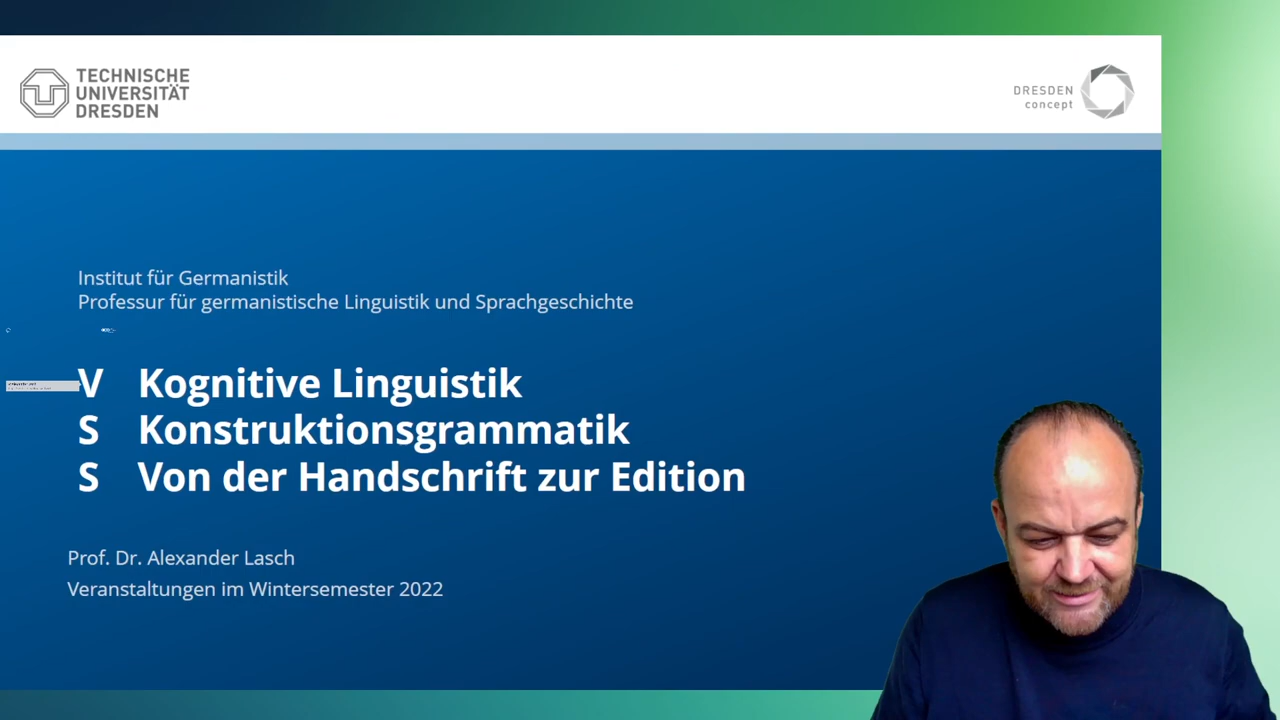 TECHNISCHE
UNIVERSITÄT
DRESDEN
DRESDEN
concept
Institut für Germanistik
Professur für germanistische Linguistik und Sprachgeschichte
V Kognitive Linguistik
S Konstruktionsgrammatik
S Von der Handschrift zur Edition
Prof. Dr. Alexander Lasch
Veranstaltungen im Wintersemester 2022